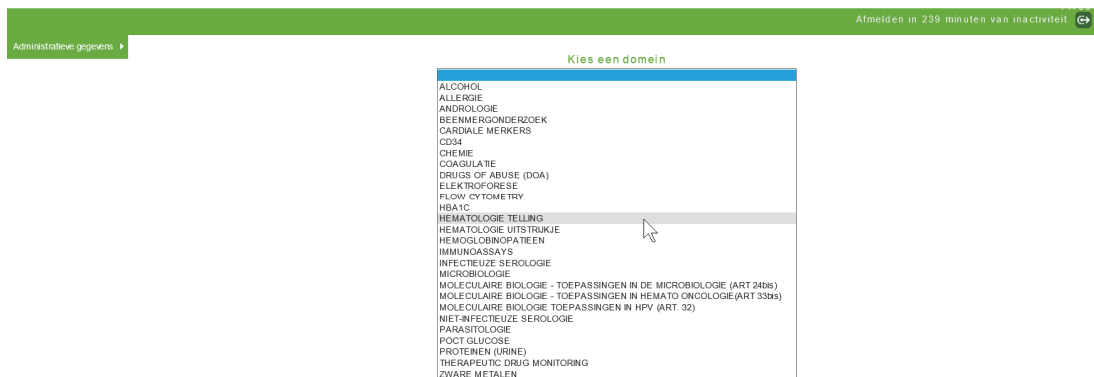 Afmelden in 239 minuten van inactiviteit
Administratieve gegevens
Kies een domein
ALCOHOL
ALLERGIE
ANDROLOGIE
BEENMERGONDERZOEK
CARDIALE MERKERS
CD34
CHEMIE
COAGULATIE
DRUGS OF ABUSE (DOA)
ELEKTROFORESE
FLOW CYTOMETRY
HBA1C
HEMATOLOGIE TELLING
HEMATOLOGIE UITSTRIJKJE
HEMOGLOBINOPATIEEN
IMMUNOASSAYS
INFECTIEUZE SEROLOGIE
MICROBIOLOGIE
MOLECULAIRE BIOLOGIE - TOEPASSINGEN IN DE MICROBIOLOGIE (ART 24bis)
MOLECULAIRE BIOLOGIE - TOEPASSINGEN IN HEMATO ONCOLOGIE(ART 33bis)
MOLECULAIRE BIOLOGIE TOEPASSINGEN IN HPV (ART. 32)
NIET-INFECTIEUZE SEROLOGIE
PARASITOLOGIE
POCT GLUCOSE
PROTEINEN (URINE)
THERAPEUTIC DRUG MONITORING
ZWARE METALEN